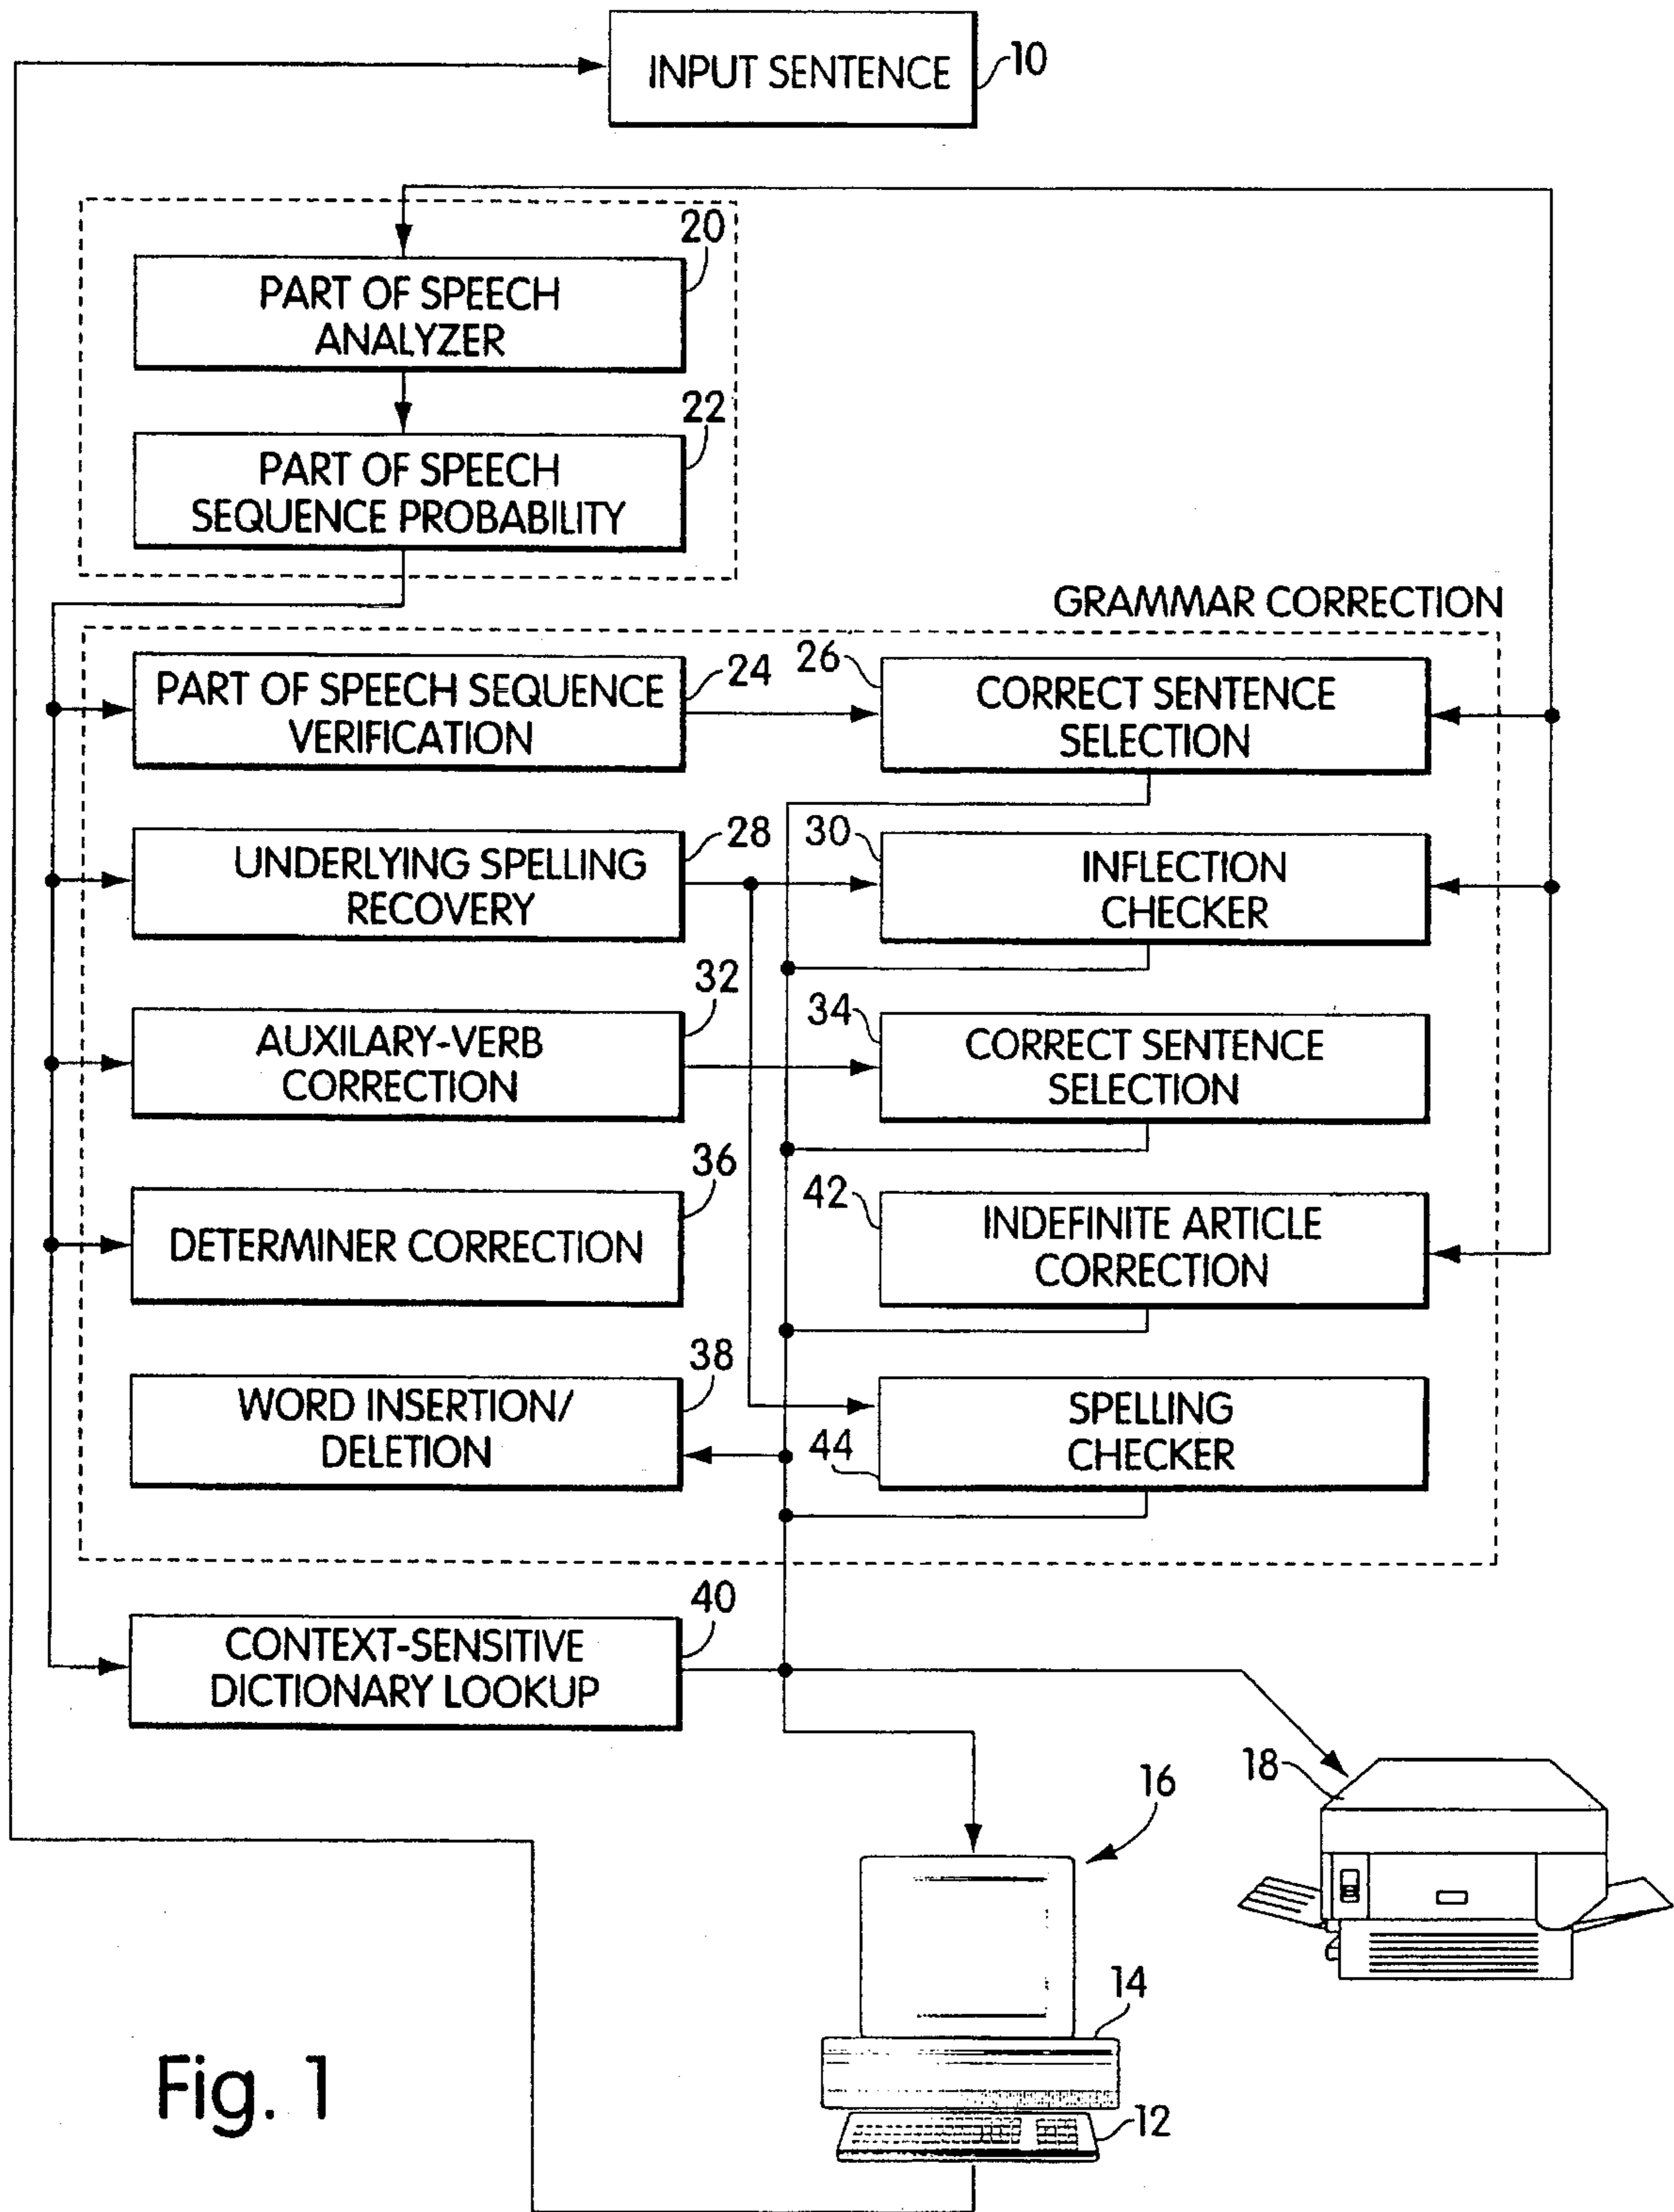 INPUT SENTENCE
10
20
PART OF SPEECH
ANALYZER
22
PART OF SPEECH
SEQUENCE PROBABILITY
GRAMMAR CORRECTION
PART OF SPEECH SEQUENCE
VERIFICATION
24
26
CORRECT SENTENCE
SELECTION
UNDERLYING SPELLING
RECOVERY
28
30
INFLECTION
CHECKER
AUXILARY-VERB
CORRECTION
32
34
CORRECT SENTENCE
SELECTION
36
DETERMINER CORRECTION
42
INDEFINITE ARTICLE
CORRECTION
38
WORD INSERTION/
DELETION
44
SPELLING
CHECKER
40
CONTEXT-SENSITIVE
DICTIONARY LOOKUP
18
16
14
12
Fig. 1